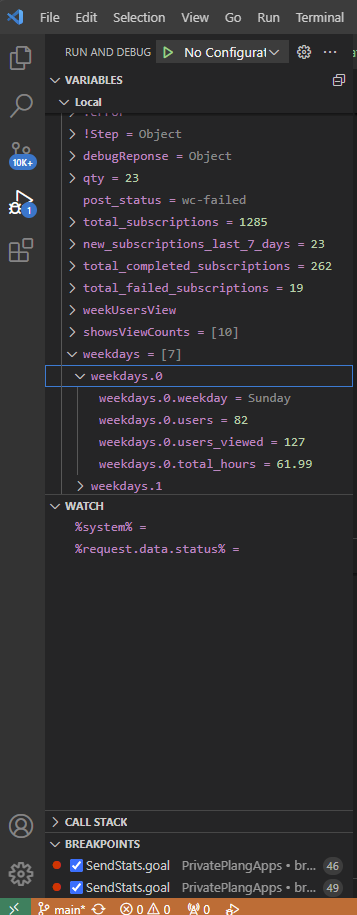 File Edit Selection View Go Run Terminal
RUN AND DEBUG No Configurat
VARIABLES
Local
!error
!Step = Object
10K+
debugReponse = Object
qty = 23
post_status = wc-failed
1
total_subscriptions = 1285
new_subscriptions_last_7_days = 23
total_completed_subscriptions = 262
total_failed_subscriptions = 19
weekUsersView
showsViewCounts = [10]
weekdays = [7]
weekdays.0
weekdays.0.weekday = Sunday
weekdays.0.users = 82
weekdays.0.users_viewed = 127
weekdays.0.total_hours = 61.99
weekdays.1
WATCH
%system% =
%request.data.status% =
CALL STACK
BREAKPOINTS
SendStats.goal PrivatePlangApps • br... 46
SendStats.goal PrivatePlangApps • br... 49
main* 0 0 0